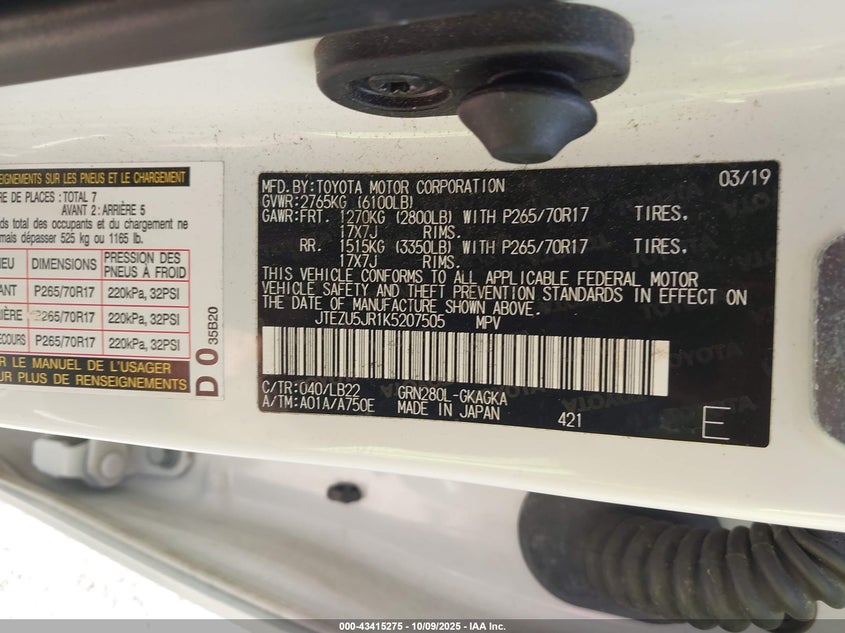 EIGNEMENTS SUR LES PNEUS ET LE CHARGEMENT
RE DE PLACES : TOTAL 7
AVANT 2 : ARRIÈRE 5
ds total des occupants et du chargement ne
mais dépasser 525 kg ou 1165 lb.
NEU DIMENSIONS PRESSION DES PNEUS À FROID
ANT P265/70R17 220kPa, 32PSI
RIÈRE P265/70R17 220kPa, 32PSI
ECOURS P265/70R17 220kPa, 32PSI
R LE MANUEL DE L'USAGER
UR PLUS DE RENSEIGNEMENTS
D0 35B20
MFD.BY:TOYOTA MOTOR CORPORATION 03/19
GVWR:2765KG (6100LB)
GAWR:FRT. 1270KG (2800LB) WITH P265/70R17 TIRES.
17X7J RIMS.
RR. 1515KG (3350LB) WITH P265/70R17 TIRES.
17X7J RIMS.
THIS VEHICLE CONFORMS TO ALL APPLICABLE FEDERAL MOTOR
VEHICLE SAFETY AND THEFT PREVENTION STANDARDS IN EFFECT ON
THE DATE OF MANUFACTURE SHOWN ABOVE.
JTEZU5JR1K5207505 MPV
C/TR:040/LB22 GRN280L-GKAGKA
A/TM:A01A/A750E MADE IN JAPAN 421 E
000-43415275 - 10/09/2025 - IAA Inc.